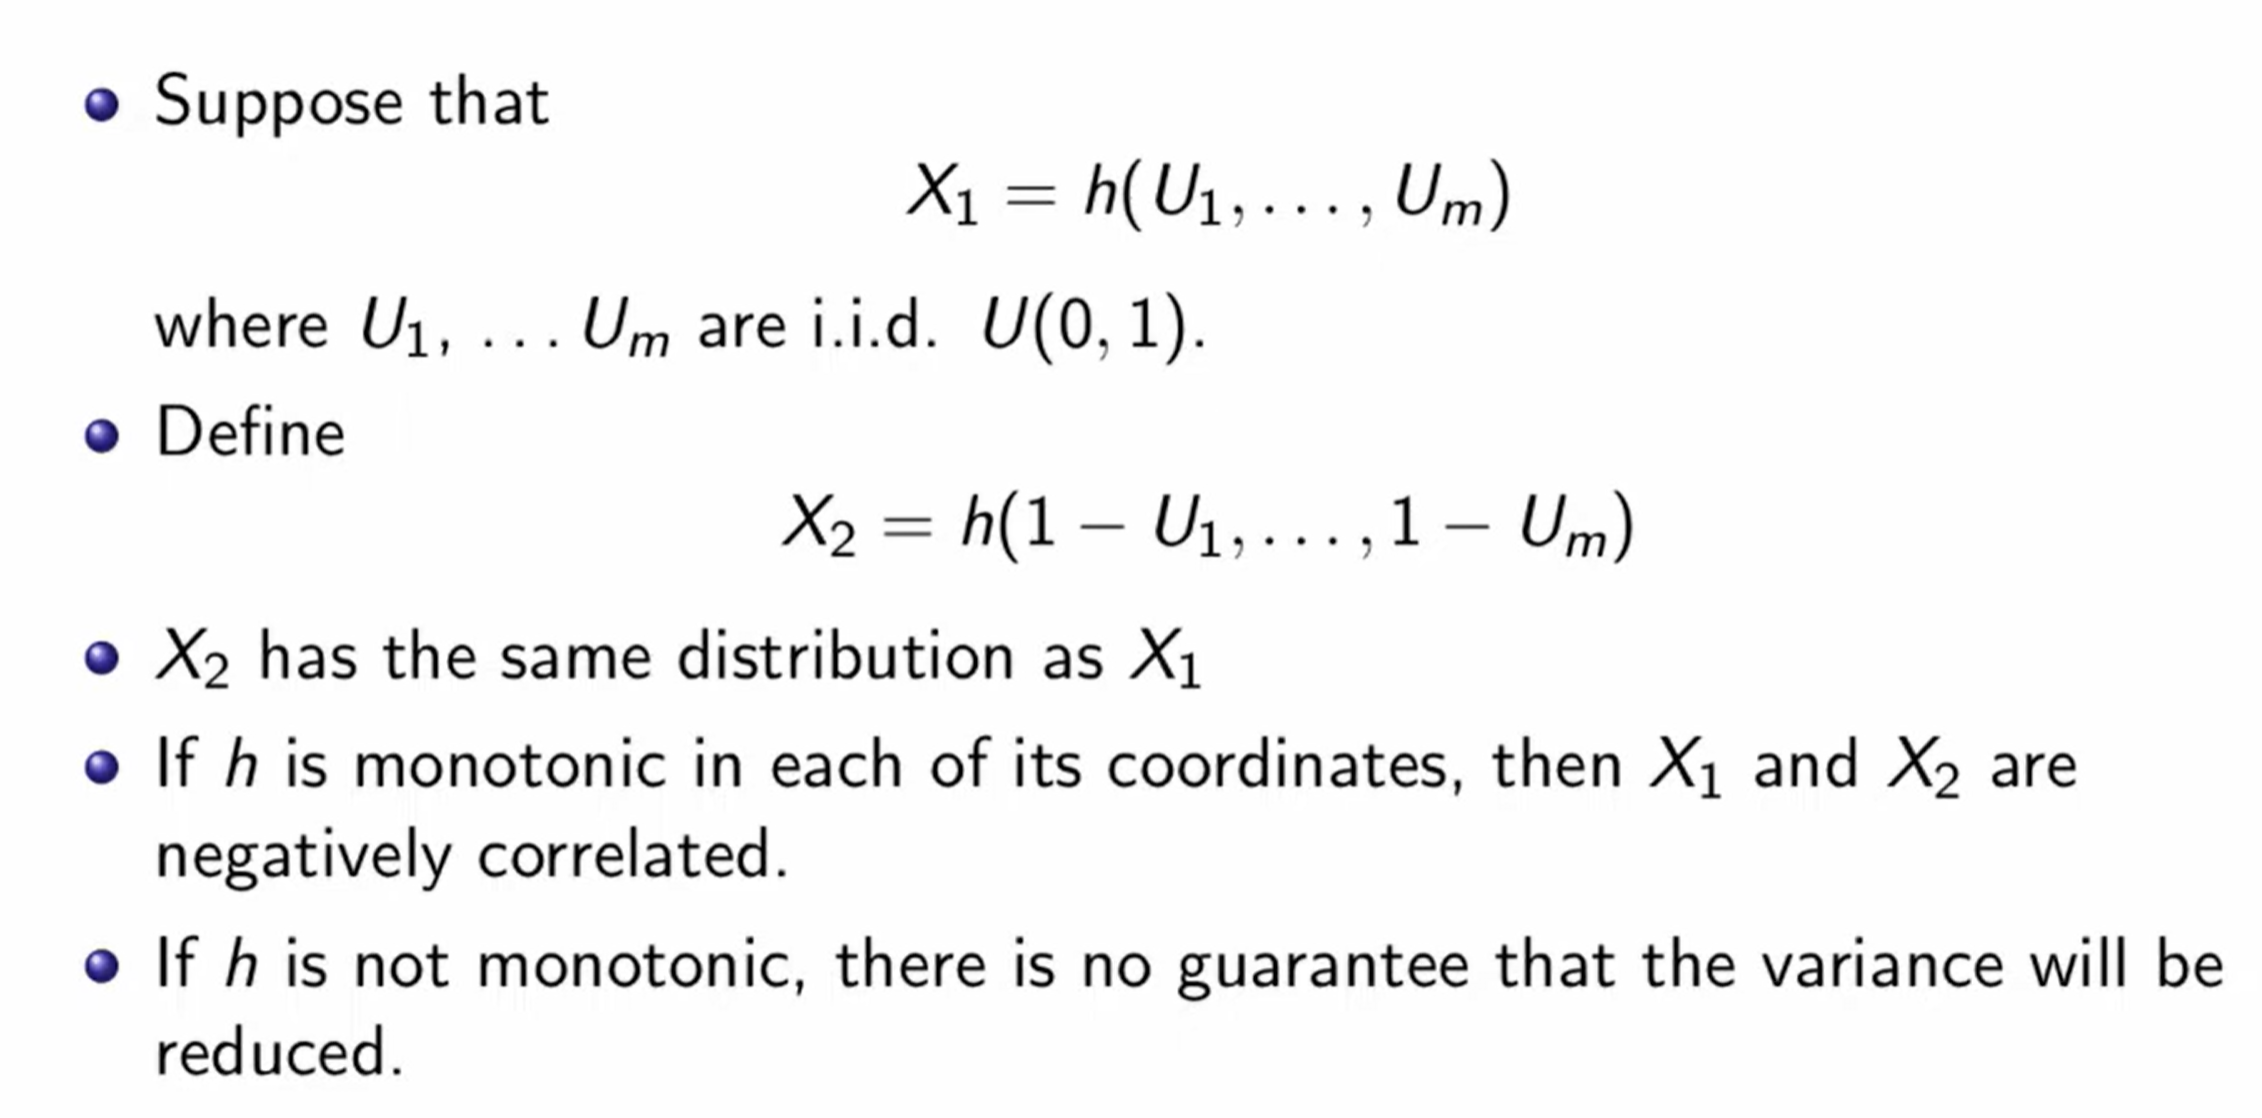 Suppose that
X₁ = h(U₁, . . . , Uₘ)
where U₁, . . . Uₘ are i.i.d. U(0, 1).
Define
X₂ = h(1 − U₁, . . . , 1 − Uₘ)
X₂ has the same distribution as X₁
If h is monotonic in each of its coordinates, then X₁ and X₂ are
negatively correlated.
If h is not monotonic, there is no guarantee that the variance will be
reduced.